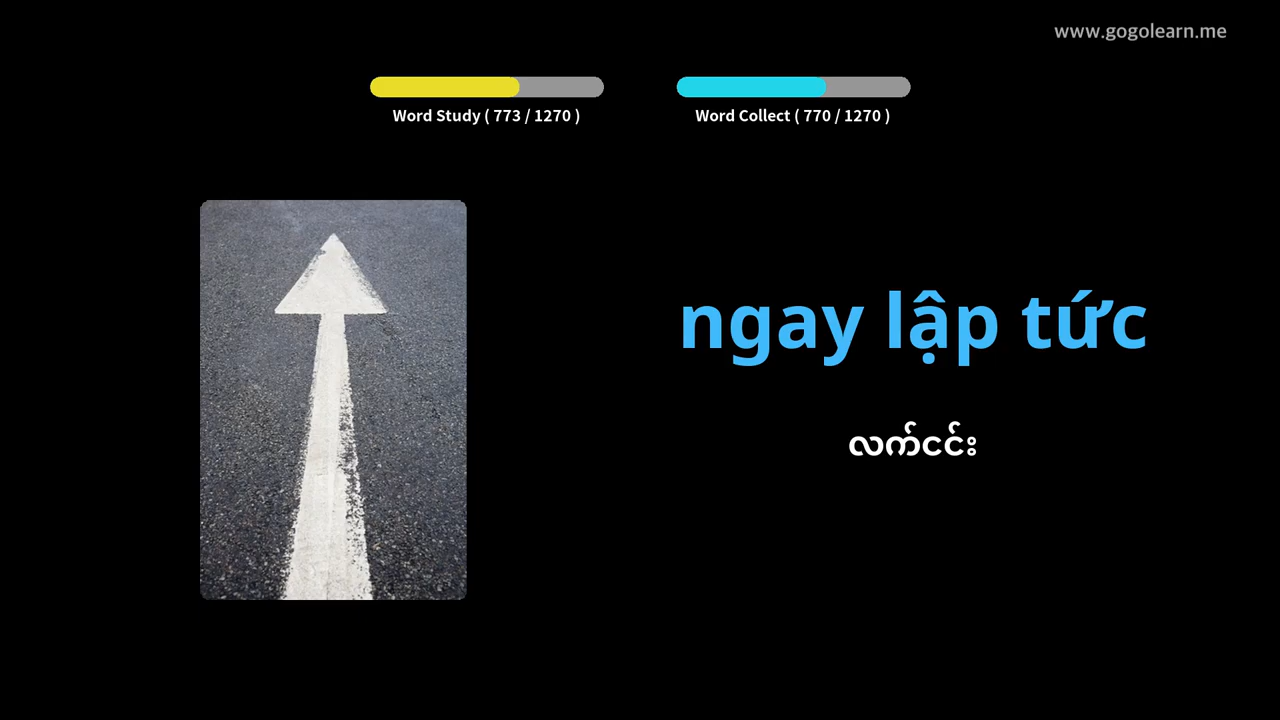 www.gogolearn.me
Word Study ( 773 / 1270 )
Word Collect ( 770 / 1270 )
ngay lập tức
လက်ငင်း